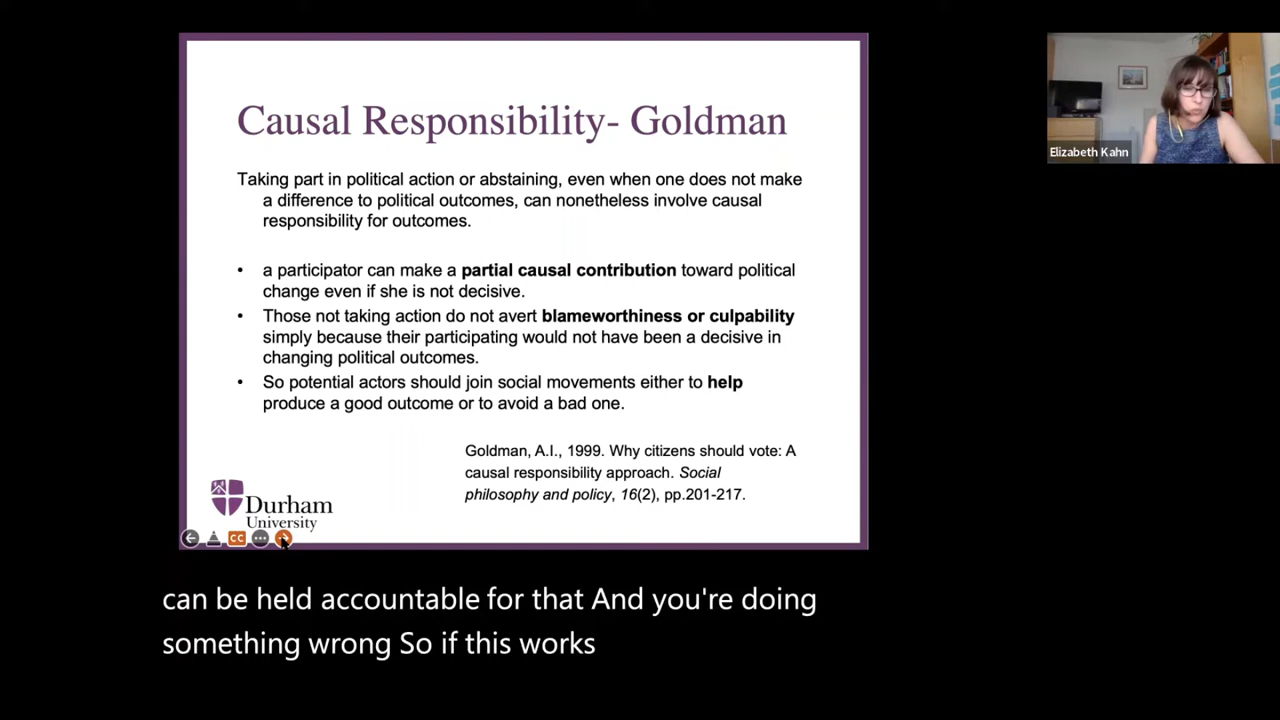 Causal Responsibility- Goldman
Elizabeth Kahn
Taking part in political action or abstaining, even when one does not make
a difference to political outcomes, can nonetheless involve causal
responsibility for outcomes.
• a participator can make a partial causal contribution toward political
change even if she is not decisive.
• Those not taking action do not avert blameworthiness or culpability
simply because their participating would not have been a decisive in
changing political outcomes.
• So potential actors should join social movements either to help
produce a good outcome or to avoid a bad one.
Goldman, A.I., 1999. Why citizens should vote: A
causal responsibility approach. Social
philosophy and policy, 16(2), pp.201-217.
Durham
University
CC
can be held accountable for that And you're doing
something wrong So if this works